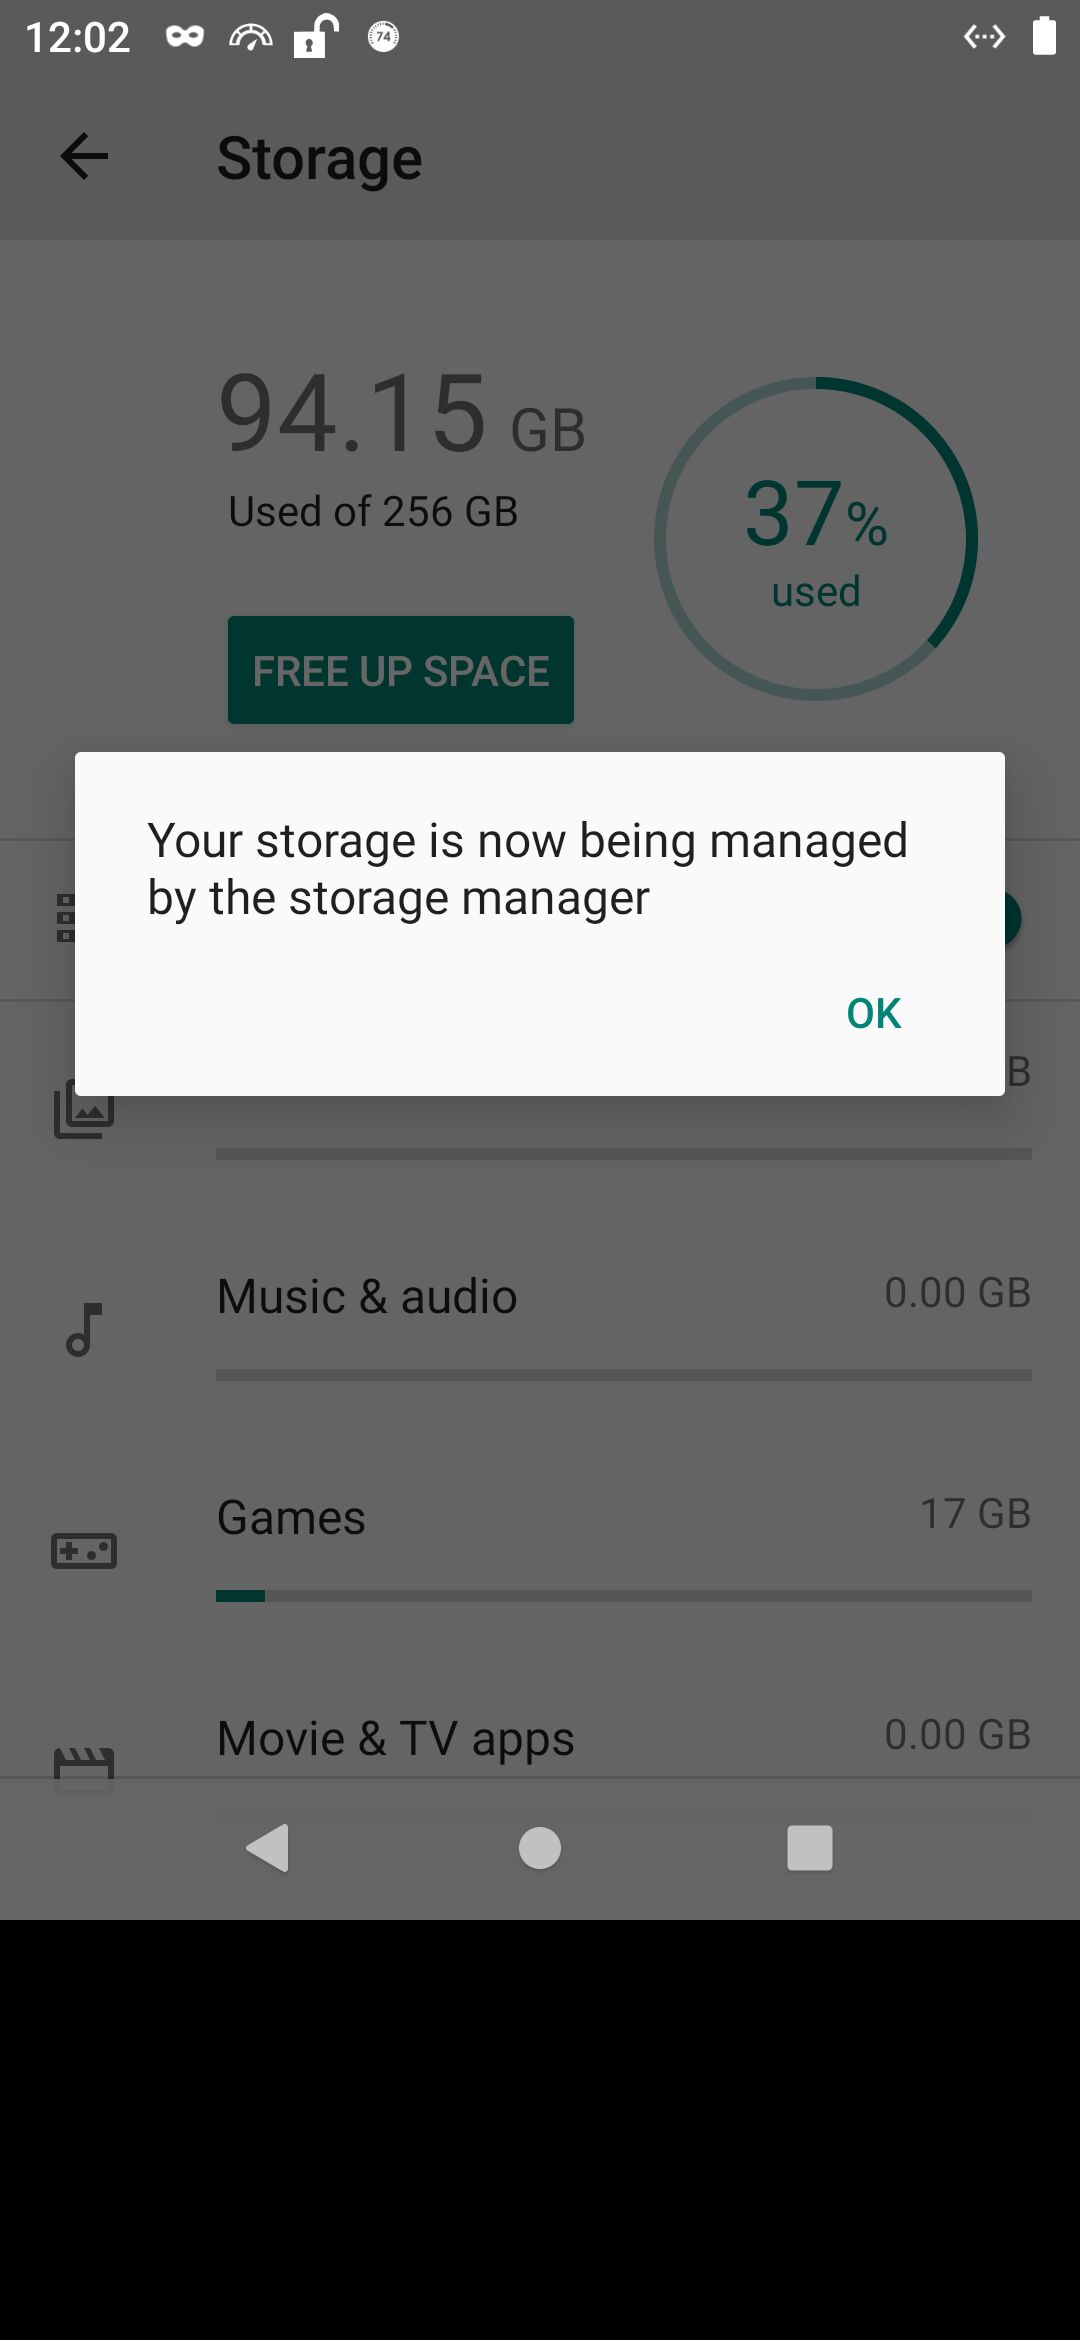 12:02
74
Storage
94.15 GB
Used of 256 GB
37%
used
FREE UP SPACE
Your storage is now being managed
by the storage manager
OK
B
Music & audio
0.00 GB
Games
17 GB
Movie & TV apps
0.00 GB